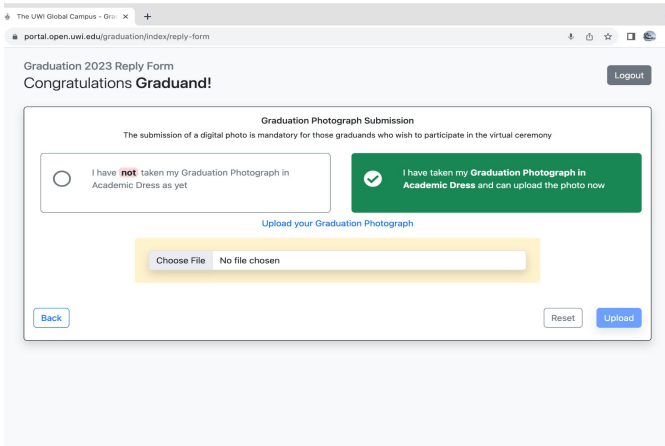 The UWI Global Campus - Grad
portal.open.uwi.edu/graduation/index/reply-form
Graduation 2023 Reply Form
Congratulations Graduand!
Logout
Graduation Photograph Submission
The submission of a digital photo is mandatory for those graduands who wish to participate in the virtual ceremony
I have not taken my Graduation Photograph in
Academic Dress as yet
I have taken my Graduation Photograph in
Academic Dress and can upload the photo now
Upload your Graduation Photograph
Choose File No file chosen
Back
Reset
Upload